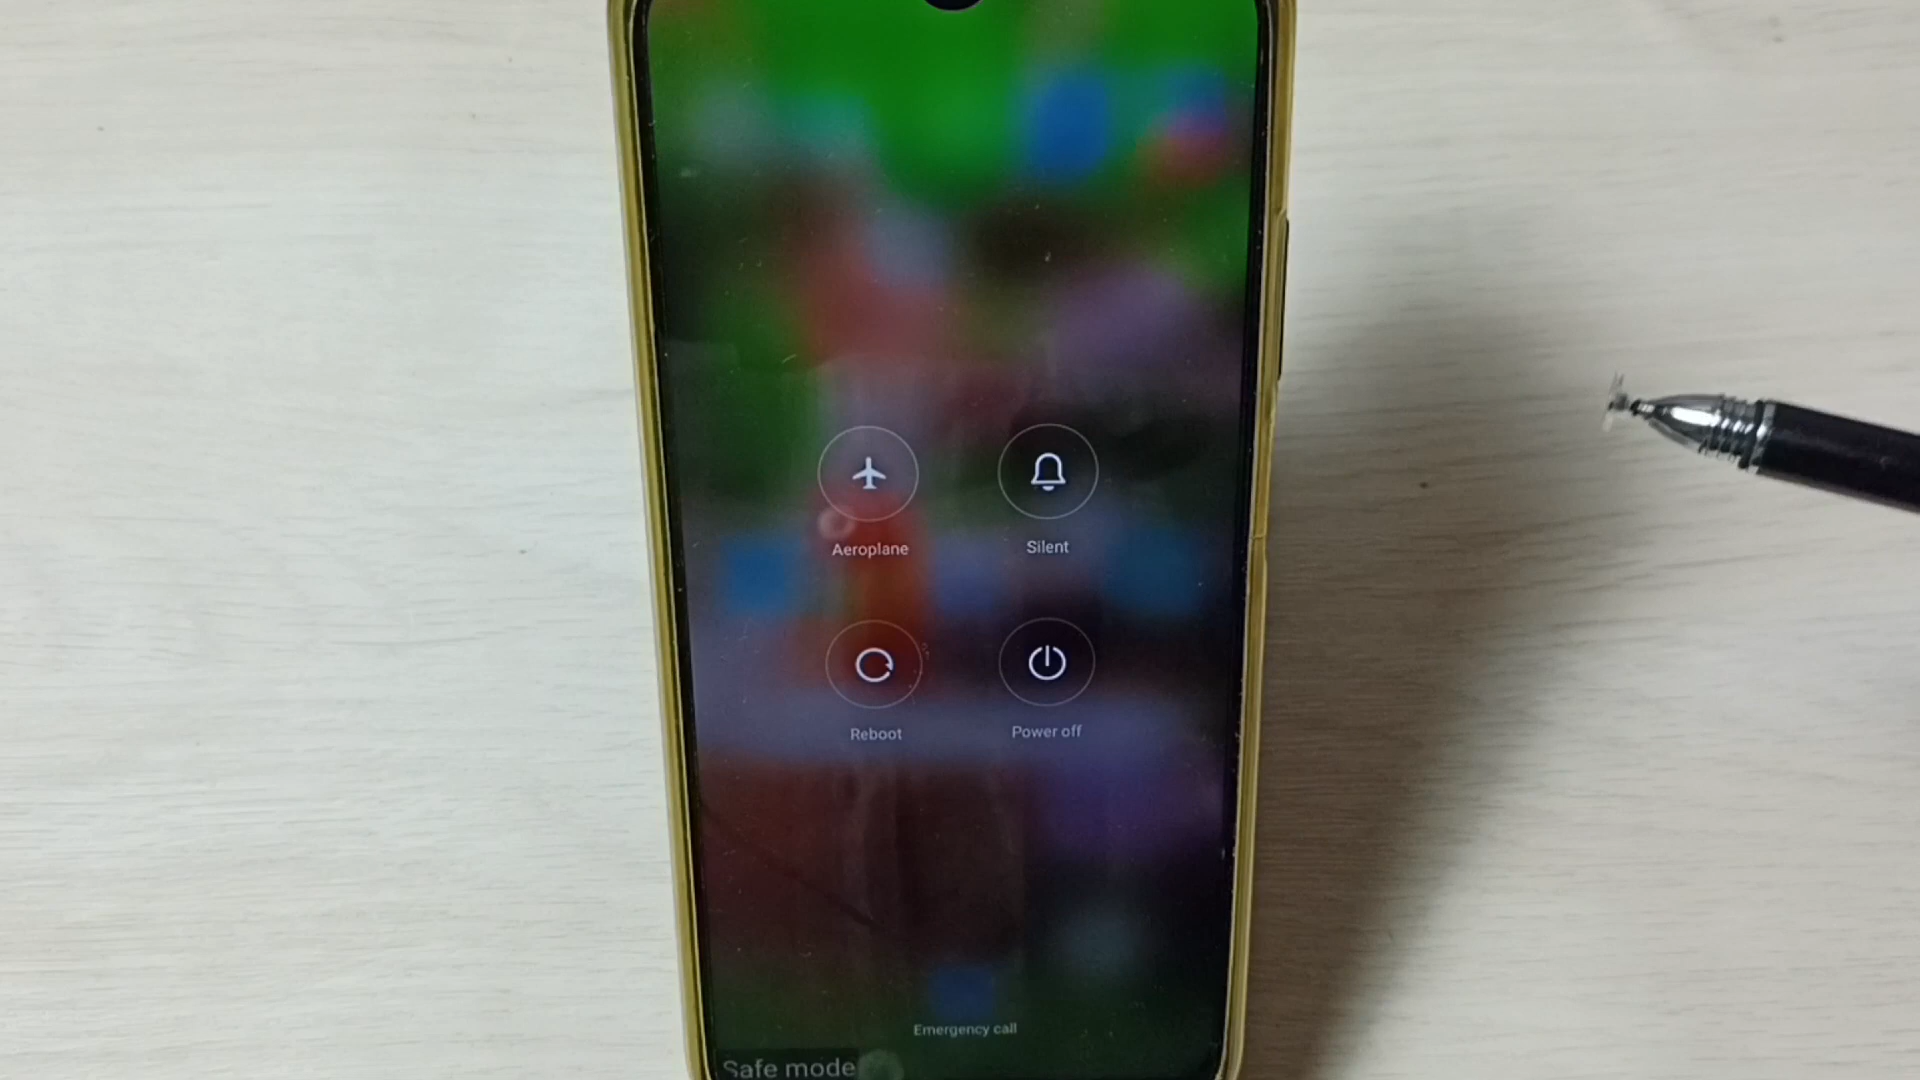 Aeroplane
Silent
Reboot
Power off
Emergency call
Safe mode